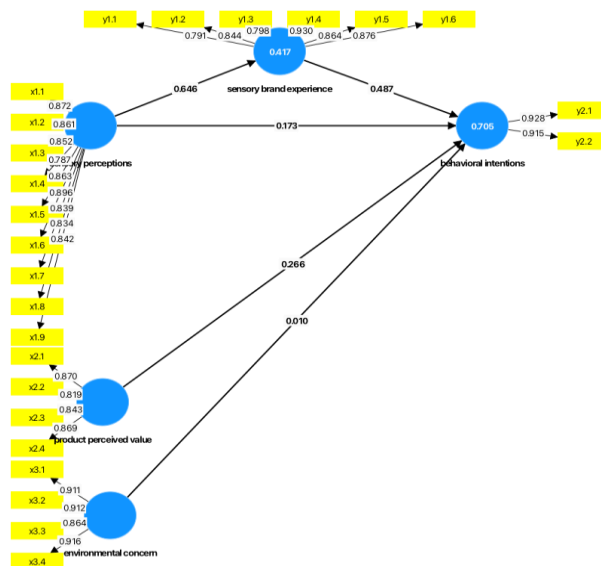 y1.1 y1.2 y1.3 y1.4 y1.5 y1.6
0.791 0.844 0.798 0.930 0.864 0.876
0.417
sensory brand experience
0.646
0.487
x1.1
0.872
x1.2
0.861
0.173
0.705
0.928
y2.1
0.915
y2.2
x1.3
0.852
0.787
perceptions
behavioral intentions
x1.4
0.863
0.896
x1.5
0.839
0.834
x1.6
0.842
0.266
x1.7
x1.8
0.010
x1.9
x2.1
0.870
x2.2
0.819
0.843
x2.3
0.869
product perceived value
x2.4
x3.1
0.911
x3.2
0.912
0.864
x3.3
0.916
environmental concern
x3.4